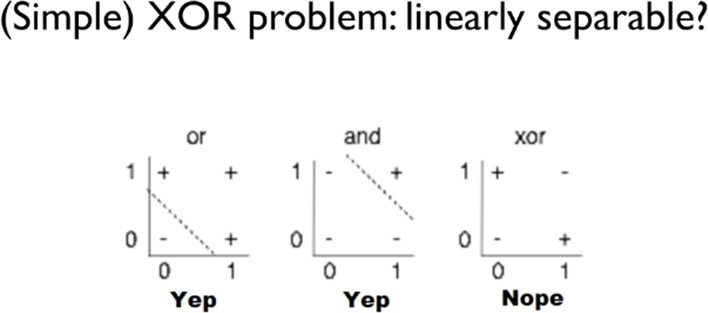 (Simple) XOR problem: linearly separable?
or and xor
1 + + 1 - + 1 + -
0 - + 0 - - 0 - +
0 1 0 1 0 1
Yep Yep Nope